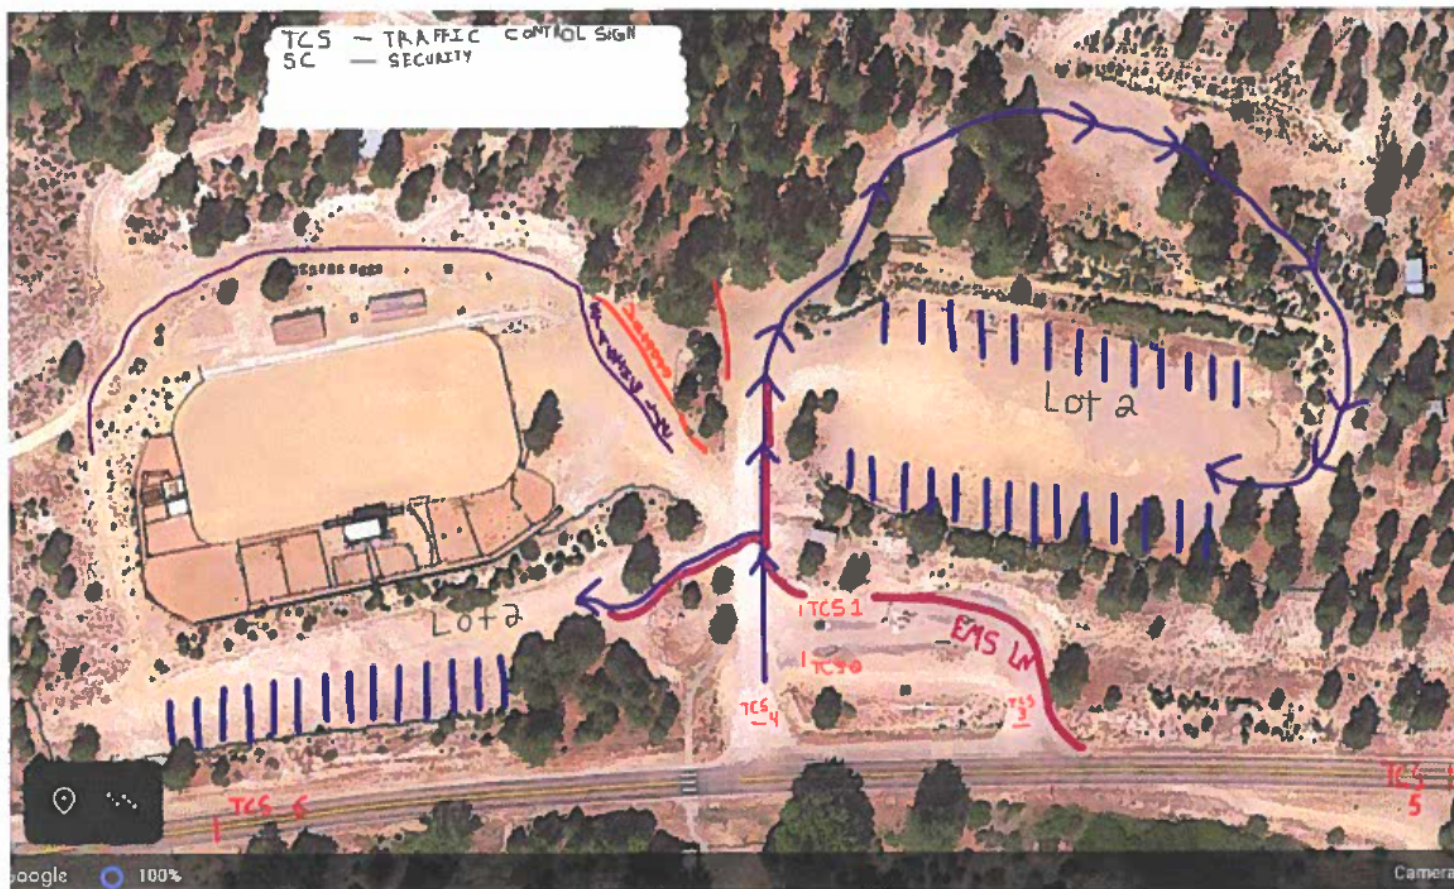 TCS — TRAFFIC CONTROL SIGN
SC — SECURITY
Lot 2
Lot 2
TCS 1
EMS LN
TCS 4
TCS 3
TCS 5
TCS 6
100%
Camera